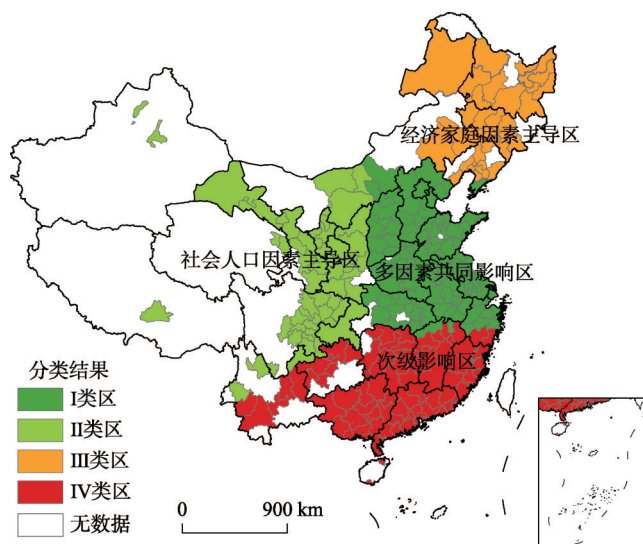 经济家庭因素主导区
社会人口因素主导区
多因素共同影响区
次级影响区
分类结果
I类区
II类区
III类区
IV类区
无数据
0 900 km